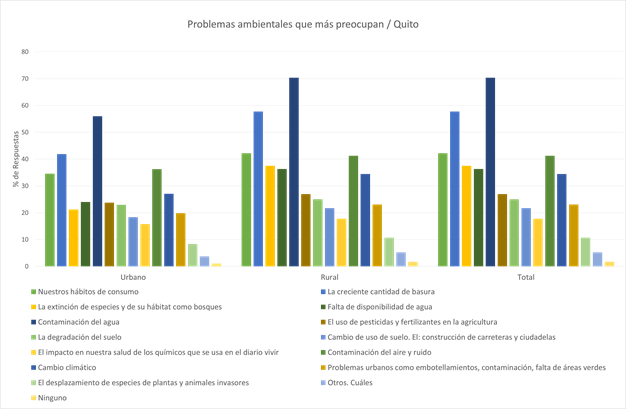 Problemas ambientales que más preocupan / Quito
80
70
60
50
40
30
20
10
0
% de Respuestas
Urbano Rural Total
Nuestros hábitos de consumo La creciente cantidad de basura
La extinción de especies y de su hábitat como bosques Falta de disponibilidad de agua
Contaminación del agua El uso de pesticidas y fertilizantes en la agricultura
La degradación del suelo Cambio de uso de suelo. El: construcción de carreteras y ciudadelas
El impacto en nuestra salud de los químicos que se usa en el diario vivir Contaminación del aire y ruido
Cambio climático Problemas urbanos como embotellamientos, contaminación, falta de áreas verdes
El desplazamiento de especies de plantas y animales invasores Otros. Cuáles
Ninguno